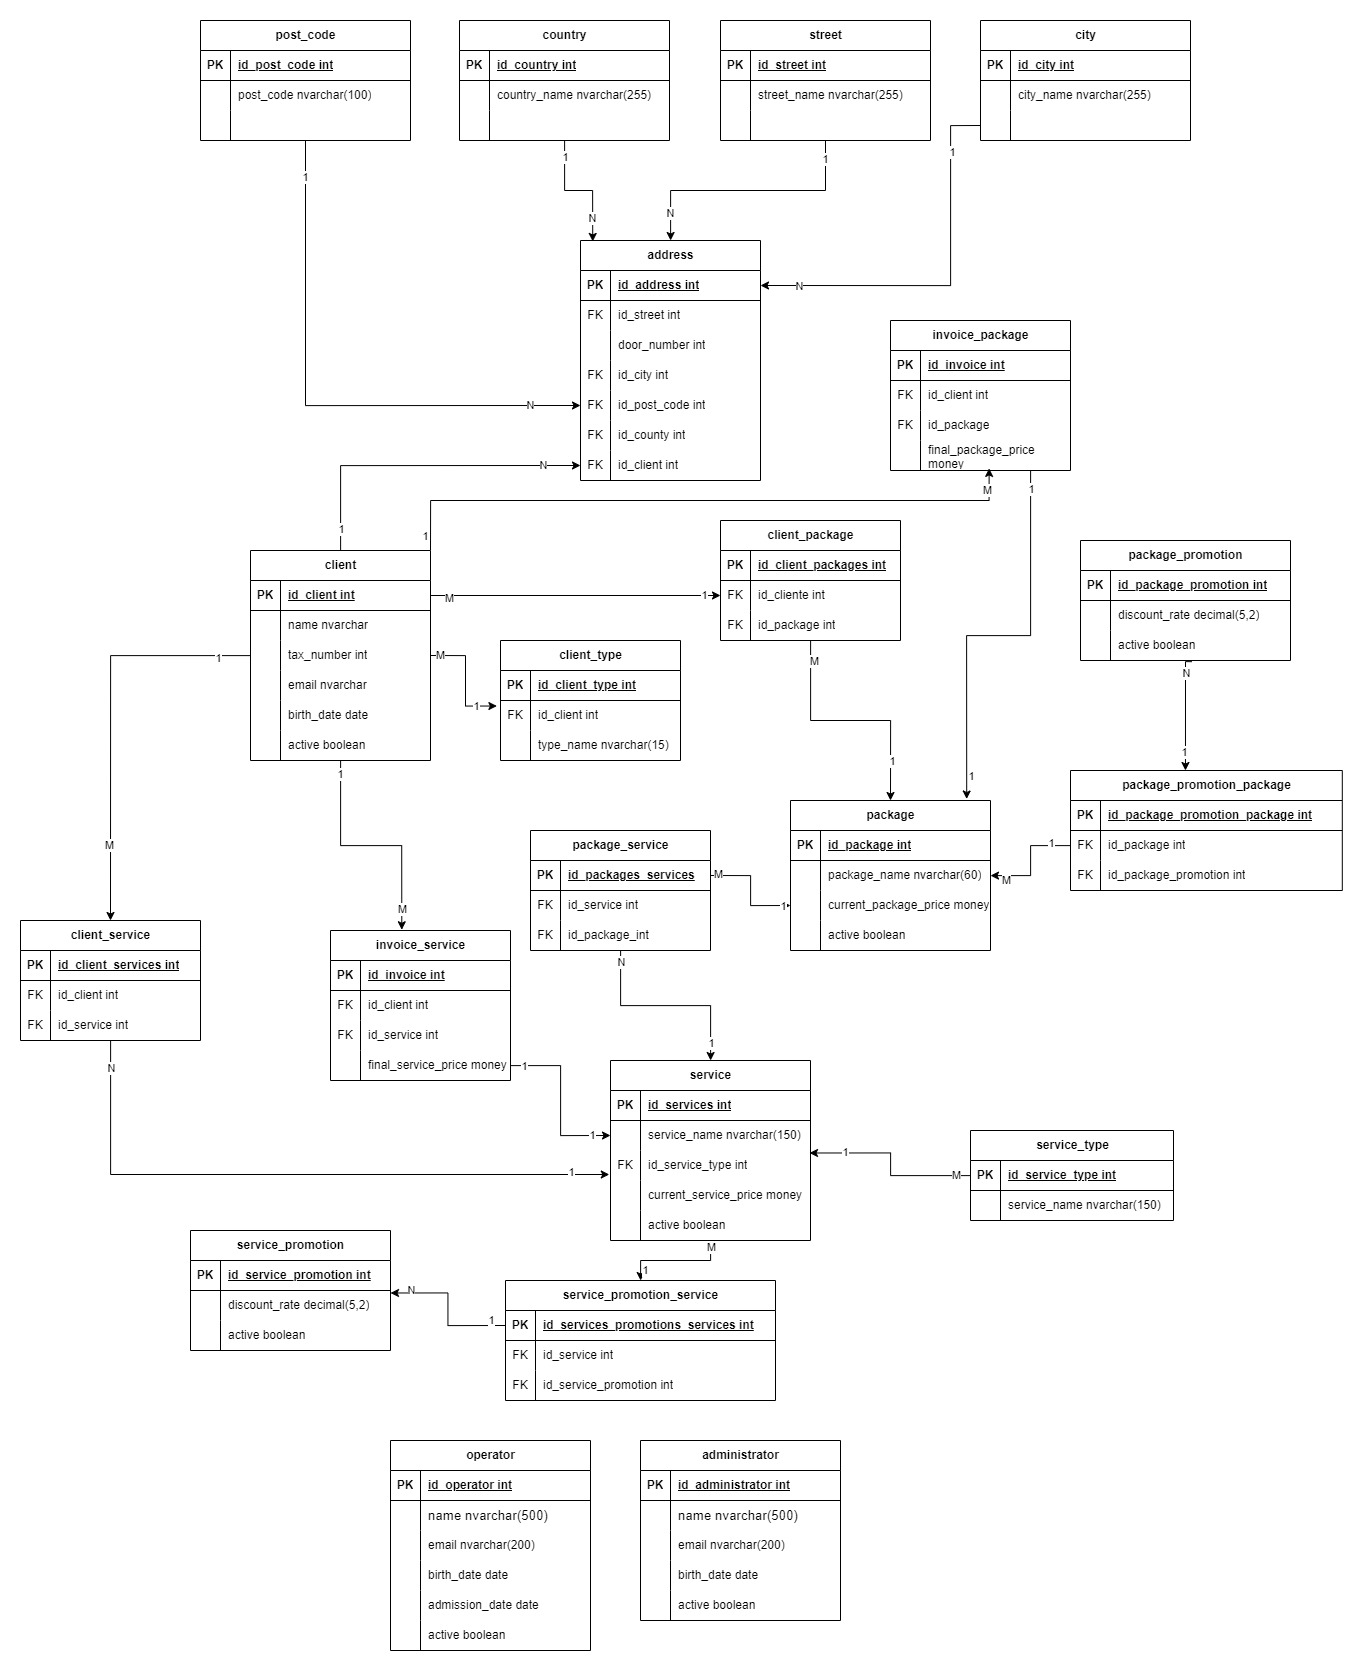 post_code
PK id_post_code int
post_code nvarchar(100)
country
PK id_country int
country_name nvarchar(255)
street
PK id_street int
street_name nvarchar(255)
city
PK id_city int
city_name nvarchar(255)
1
1
1
1
N
N
N
N
N
address
PK id_address int
FK id_street int
door_number int
FK id_city int
FK id_post_code int
FK id_county int
FK id_client int
invoice_package
PK id_invoice int
FK id_client int
FK id_package
final_package_price
money
M
1
1
1
client
PK id_client int
name nvarchar
tax_number int
email nvarchar
birth_date date
active boolean
M
1
client_package
PK id_client_packages int
FK id_cliente int
FK id_package int
package_promotion
PK id_package_promotion int
discount_rate decimal(5,2)
active boolean
M
1
client_type
PK id_client_type int
FK id_client int
type_name nvarchar(15)
1
M
N
1
1
1
1
package_promotion_package
PK id_package_promotion_package int
FK id_package int
FK id_package_promotion int
M
M
package
PK id_package int
package_name nvarchar(60)
current_package_price money
active boolean
1
M
package_service
PK id_packages_services
FK id_service int
FK id_package_int
M
1
client_service
PK id_client_services int
FK id_client int
FK id_service int
invoice_service
PK id_invoice int
FK id_client int
FK id_service int
final_service_price money
N
1
N
1
1
1
service
PK id_services int
service_name nvarchar(150)
FK id_service_type int
current_service_price money
active boolean
1
M
service_type
PK id_service_type int
service_name nvarchar(150)
M
1
service_promotion
PK id_service_promotion int
discount_rate decimal(5,2)
active boolean
N
1
service_promotion_service
PK id_services_promotions_services int
FK id_service int
FK id_service_promotion int
operator
PK id_operator int
name nvarchar(500)
email nvarchar(200)
birth_date date
admission_date date
active boolean
administrator
PK id_administrator int
name nvarchar(500)
email nvarchar(200)
birth_date date
active boolean